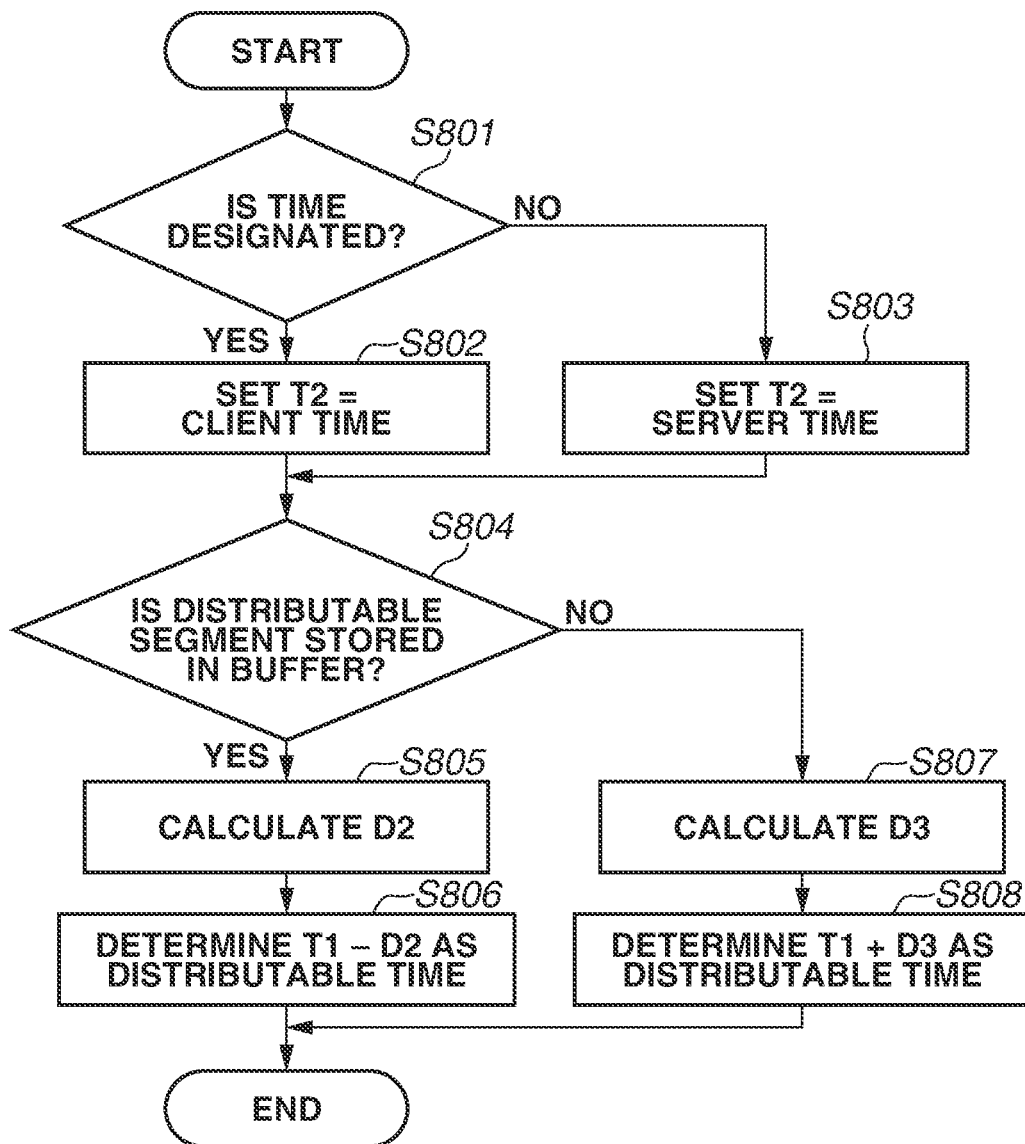 START
S801
IS TIME
DESIGNATED?
NO
YES
S802
S803
SET T2 =
CLIENT TIME
SET T2 =
SERVER TIME
S804
IS DISTRIBUTABLE
SEGMENT STORED
IN BUFFER?
NO
YES
S805
S807
CALCULATE D2
CALCULATE D3
S806
S808
DETERMINE T1 – D2 AS
DISTRIBUTABLE TIME
DETERMINE T1 + D3 AS
DISTRIBUTABLE TIME
END